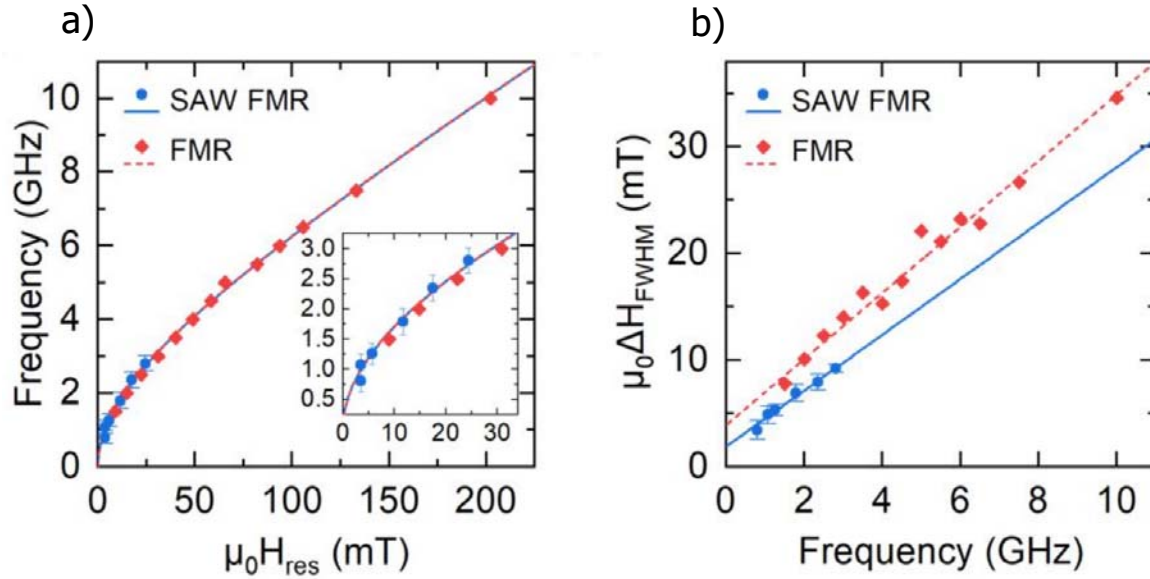 a)
b)
Frequency (GHz)
10
8
6
4
2
0
SAW FMR
FMR
3.0
2.5
2.0
1.5
1.0
0.5
0 10 20 30
0 50 100 150 200
μ₀H_res (mT)
μ₀ΔH_FWHM (mT)
30
20
10
0
SAW FMR
FMR
0 2 4 6 8 10
Frequency (GHz)